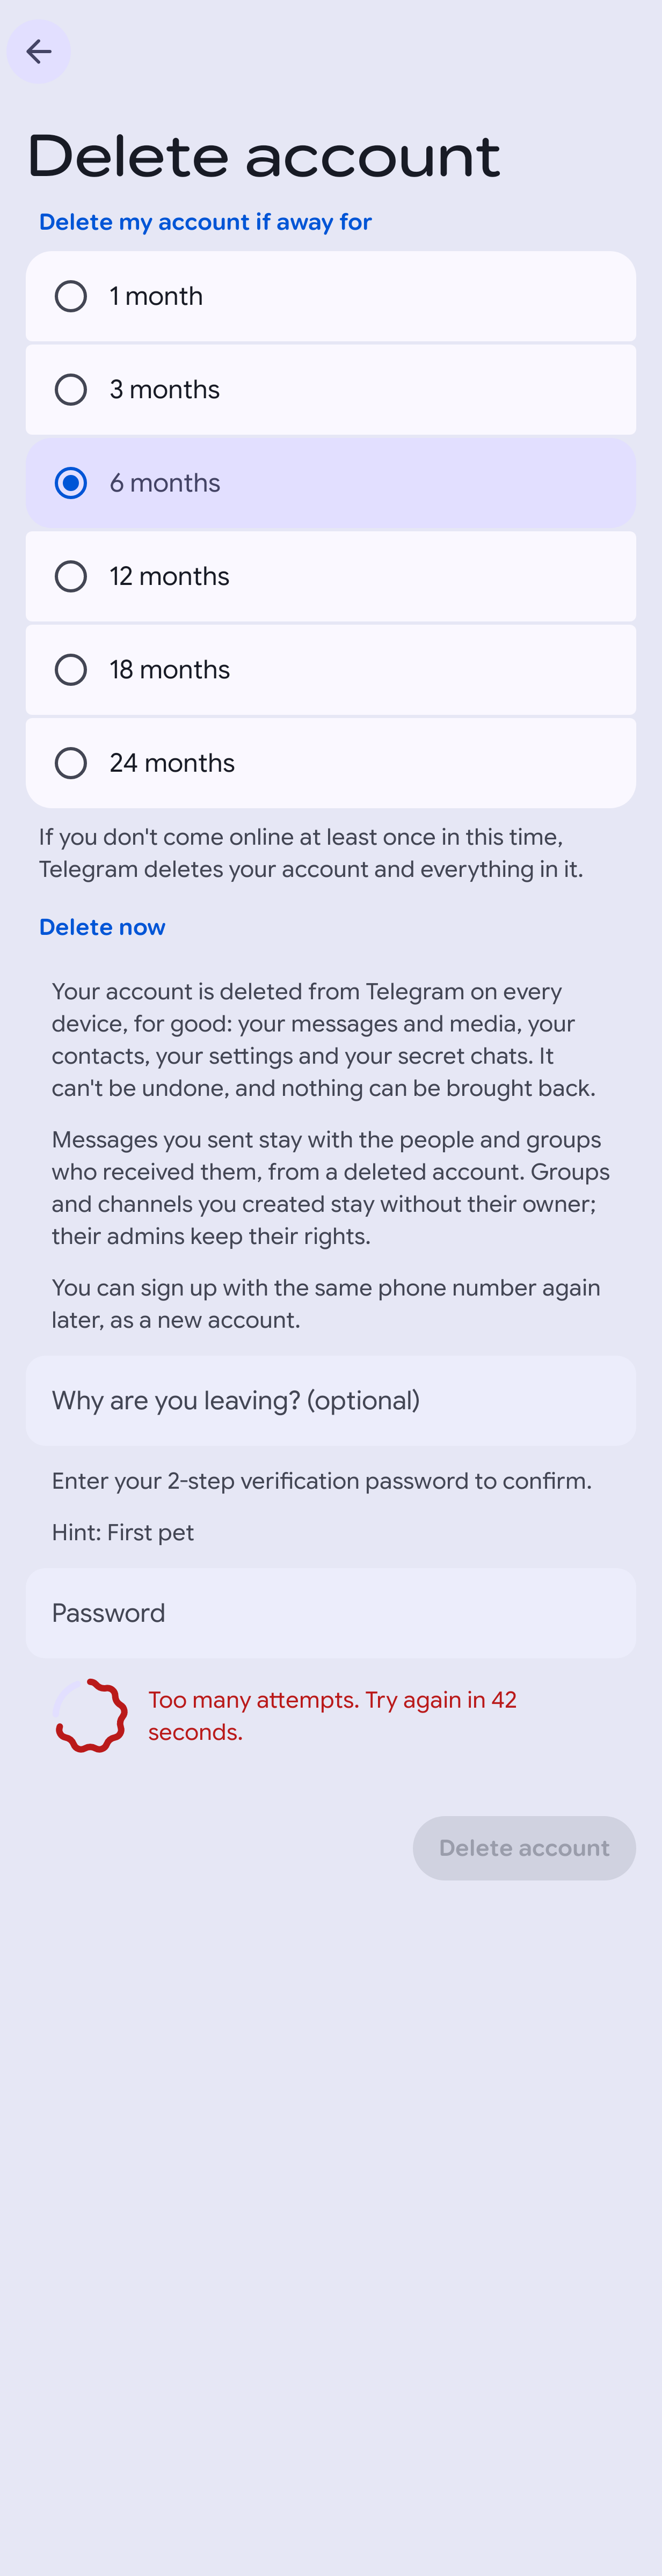 Delete account
Delete my account if away for
1 month
3 months
6 months
12 months
18 months
24 months
If you don't come online at least once in this time,
Telegram deletes your account and everything in it.
Delete now
Your account is deleted from Telegram on every
device, for good: your messages and media, your
contacts, your settings and your secret chats. It
can't be undone, and nothing can be brought back.
Messages you sent stay with the people and groups
who received them, from a deleted account. Groups
and channels you created stay without their owner;
their admins keep their rights.
You can sign up with the same phone number again
later, as a new account.
Why are you leaving? (optional)
Enter your 2-step verification password to confirm.
Hint: First pet
Password
Too many attempts. Try again in 42
seconds.
Delete account